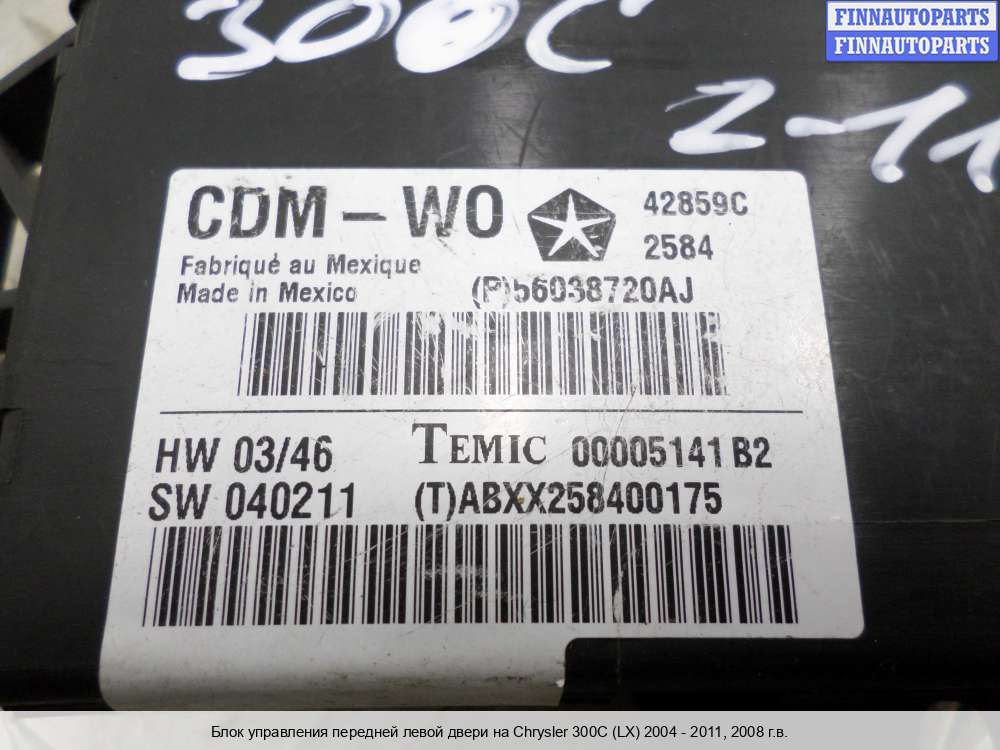 FINNAUTOPARTS
FINNAUTOPARTS
300C
2-11
CDM – WO
42859C
2584
Fabriqué au Mexique
Made in Mexico
(P)56038720AJ
HW 03/46
TEMIC 00005141 B2
SW 040211
(T)ABXX258400175
Блок управления передней левой двери на Chrysler 300C (LX) 2004 - 2011, 2008 г.в.